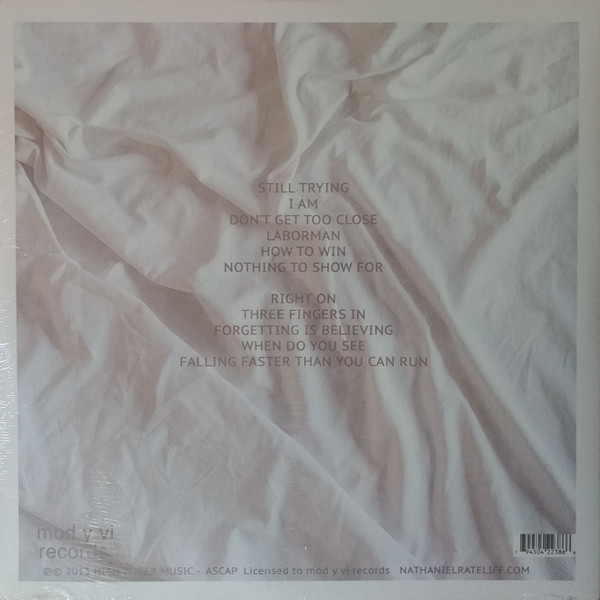 STILL TRYING
I AM
DON'T GET TOO CLOSE
LABORMAN
HOW TO WIN
NOTHING TO SHOW FOR
RIGHT ON
THREE FINGERS IN
FORGETTING IS BELIEVING
WHEN DO YOU SEE
FALLING FASTER THAN YOU CAN RUN
mod y vi
records
℗© 2013 MUSIC - ASCAP Licensed to mod y vi records NATHANIELRATELIFF.COM